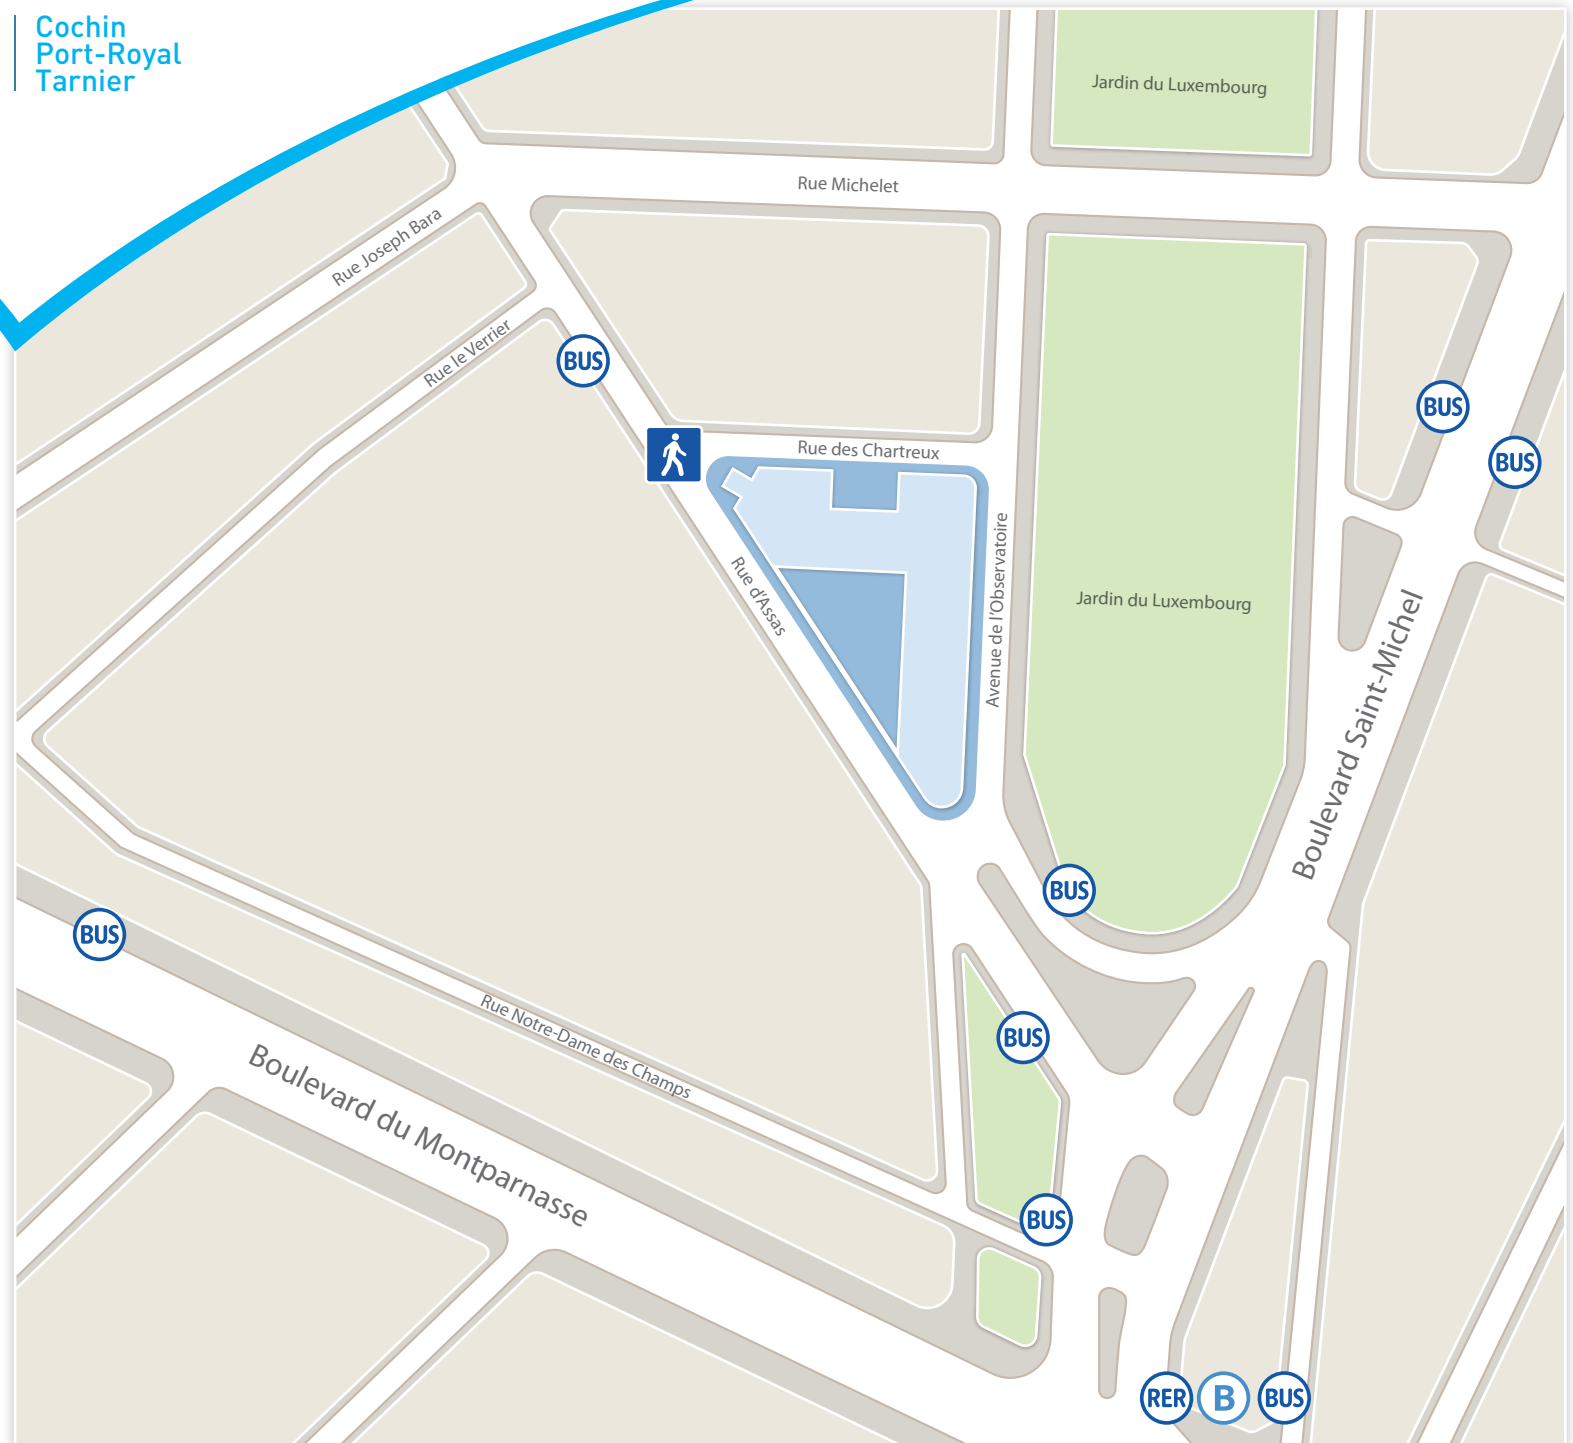 Cochin
Port-Royal
Tarnier
Jardin du Luxembourg
Rue Michelet
Rue Joseph Bara
Rue le Verrier
BUS
BUS
Rue des Chartreux
BUS
Rue d'Assas
Avenue de l'Observatoire
Jardin du Luxembourg
Boulevard Saint-Michel
BUS
BUS
Rue Notre-Dame des Champs
BUS
Boulevard du Montparnasse
BUS
RER B BUS